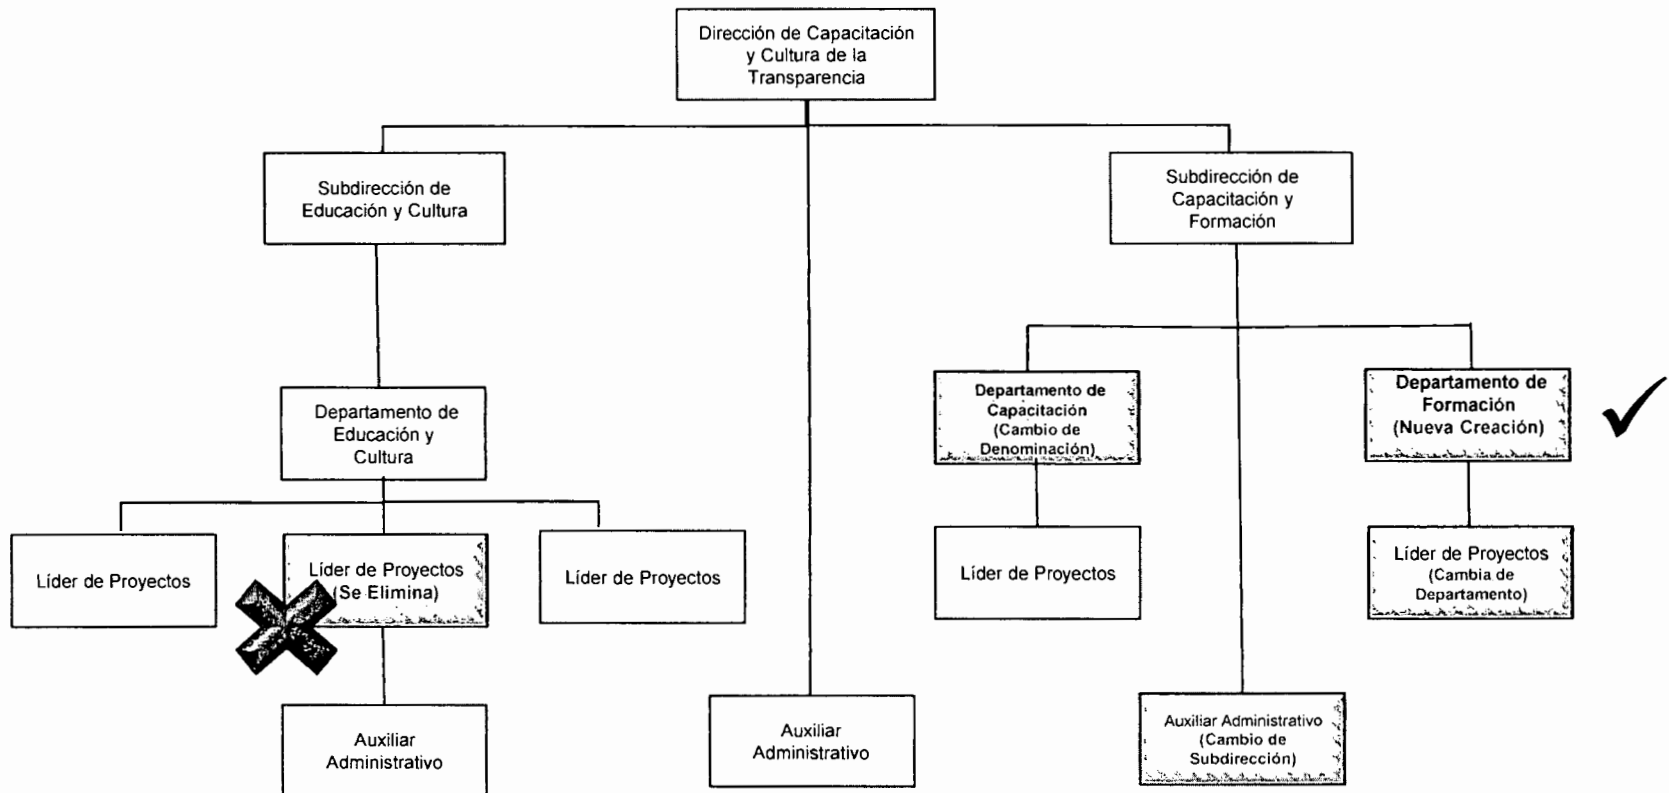 Dirección de Capacitación
y Cultura de la
Transparencia
Subdirección de
Educación y Cultura
Subdirección de
Capacitación y
Formación
Departamento de
Educación y
Cultura
Departamento de
Capacitación
(Cambio de
Denominación)
Departamento de
Formación
(Nueva Creación)
Líder de Proyectos
Líder de Proyectos
(Se Elimina)
Líder de Proyectos
Líder de Proyectos
Líder de Proyectos
(Cambia de
Departamento)
Auxiliar
Administrativo
Auxiliar
Administrativo
Auxiliar Administrativo
(Cambio de
Subdirección)